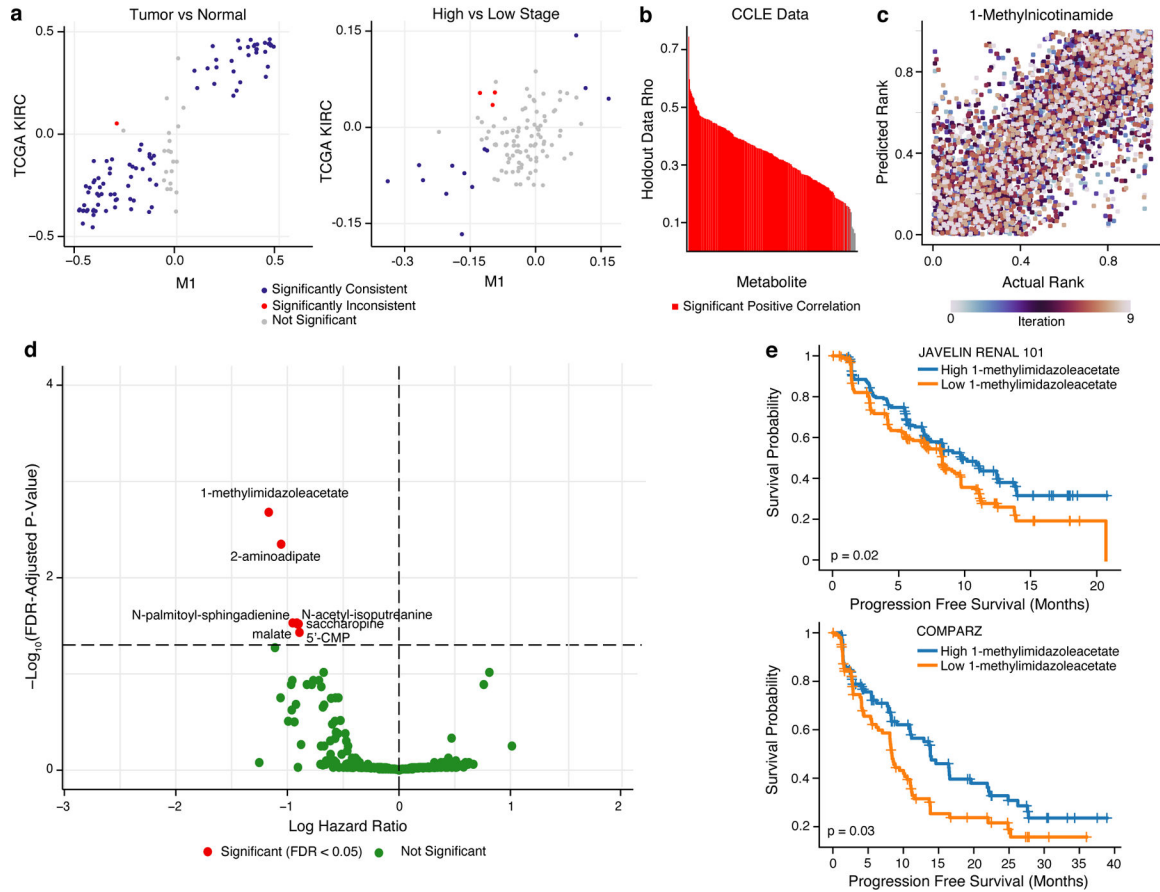 a
Tumor vs Normal
High vs Low Stage
TCGA KIRC
0.5
0.0
−0.5
−0.5
0.0
0.5
M1
TCGA KIRC
0.15
0.0
−0.15
−0.3
−0.15
0.0
0.15
M1
Significantly Consistent
Significantly Inconsistent
Not Significant
b
CCLE Data
Holdout Data Rho
0.7
0.5
0.3
0.1
Metabolite
Significant Positive Correlation
c
1-Methylnicotinamide
Predicted Rank
0.8
0.4
0.0
0.0
0.4
0.8
Actual Rank
0
Iteration
9
d
−Log10(FDR-Adjusted P-Value)
4
2
0
1-methylimidazoleacetate
2-aminoadipate
N-palmitoyl-sphingadienine
N-acetyl-isoputreanine
saccharopine
malate
5'-CMP
−3
−2
−1
0
1
2
Log Hazard Ratio
Significant (FDR < 0.05)
Not Significant
e
JAVELIN RENAL 101
High 1-methylimidazoleacetate
Low 1-methylimidazoleacetate
Survival Probability
1
0.8
0.6
0.4
0.2
0
p = 0.02
0
5
10
15
20
Progression Free Survival (Months)
COMPARZ
High 1-methylimidazoleacetate
Low 1-methylimidazoleacetate
Survival Probability
1
0.8
0.6
0.4
0.2
p = 0.03
0
5
10
15
20
25
30
35
40
Progression Free Survival (Months)